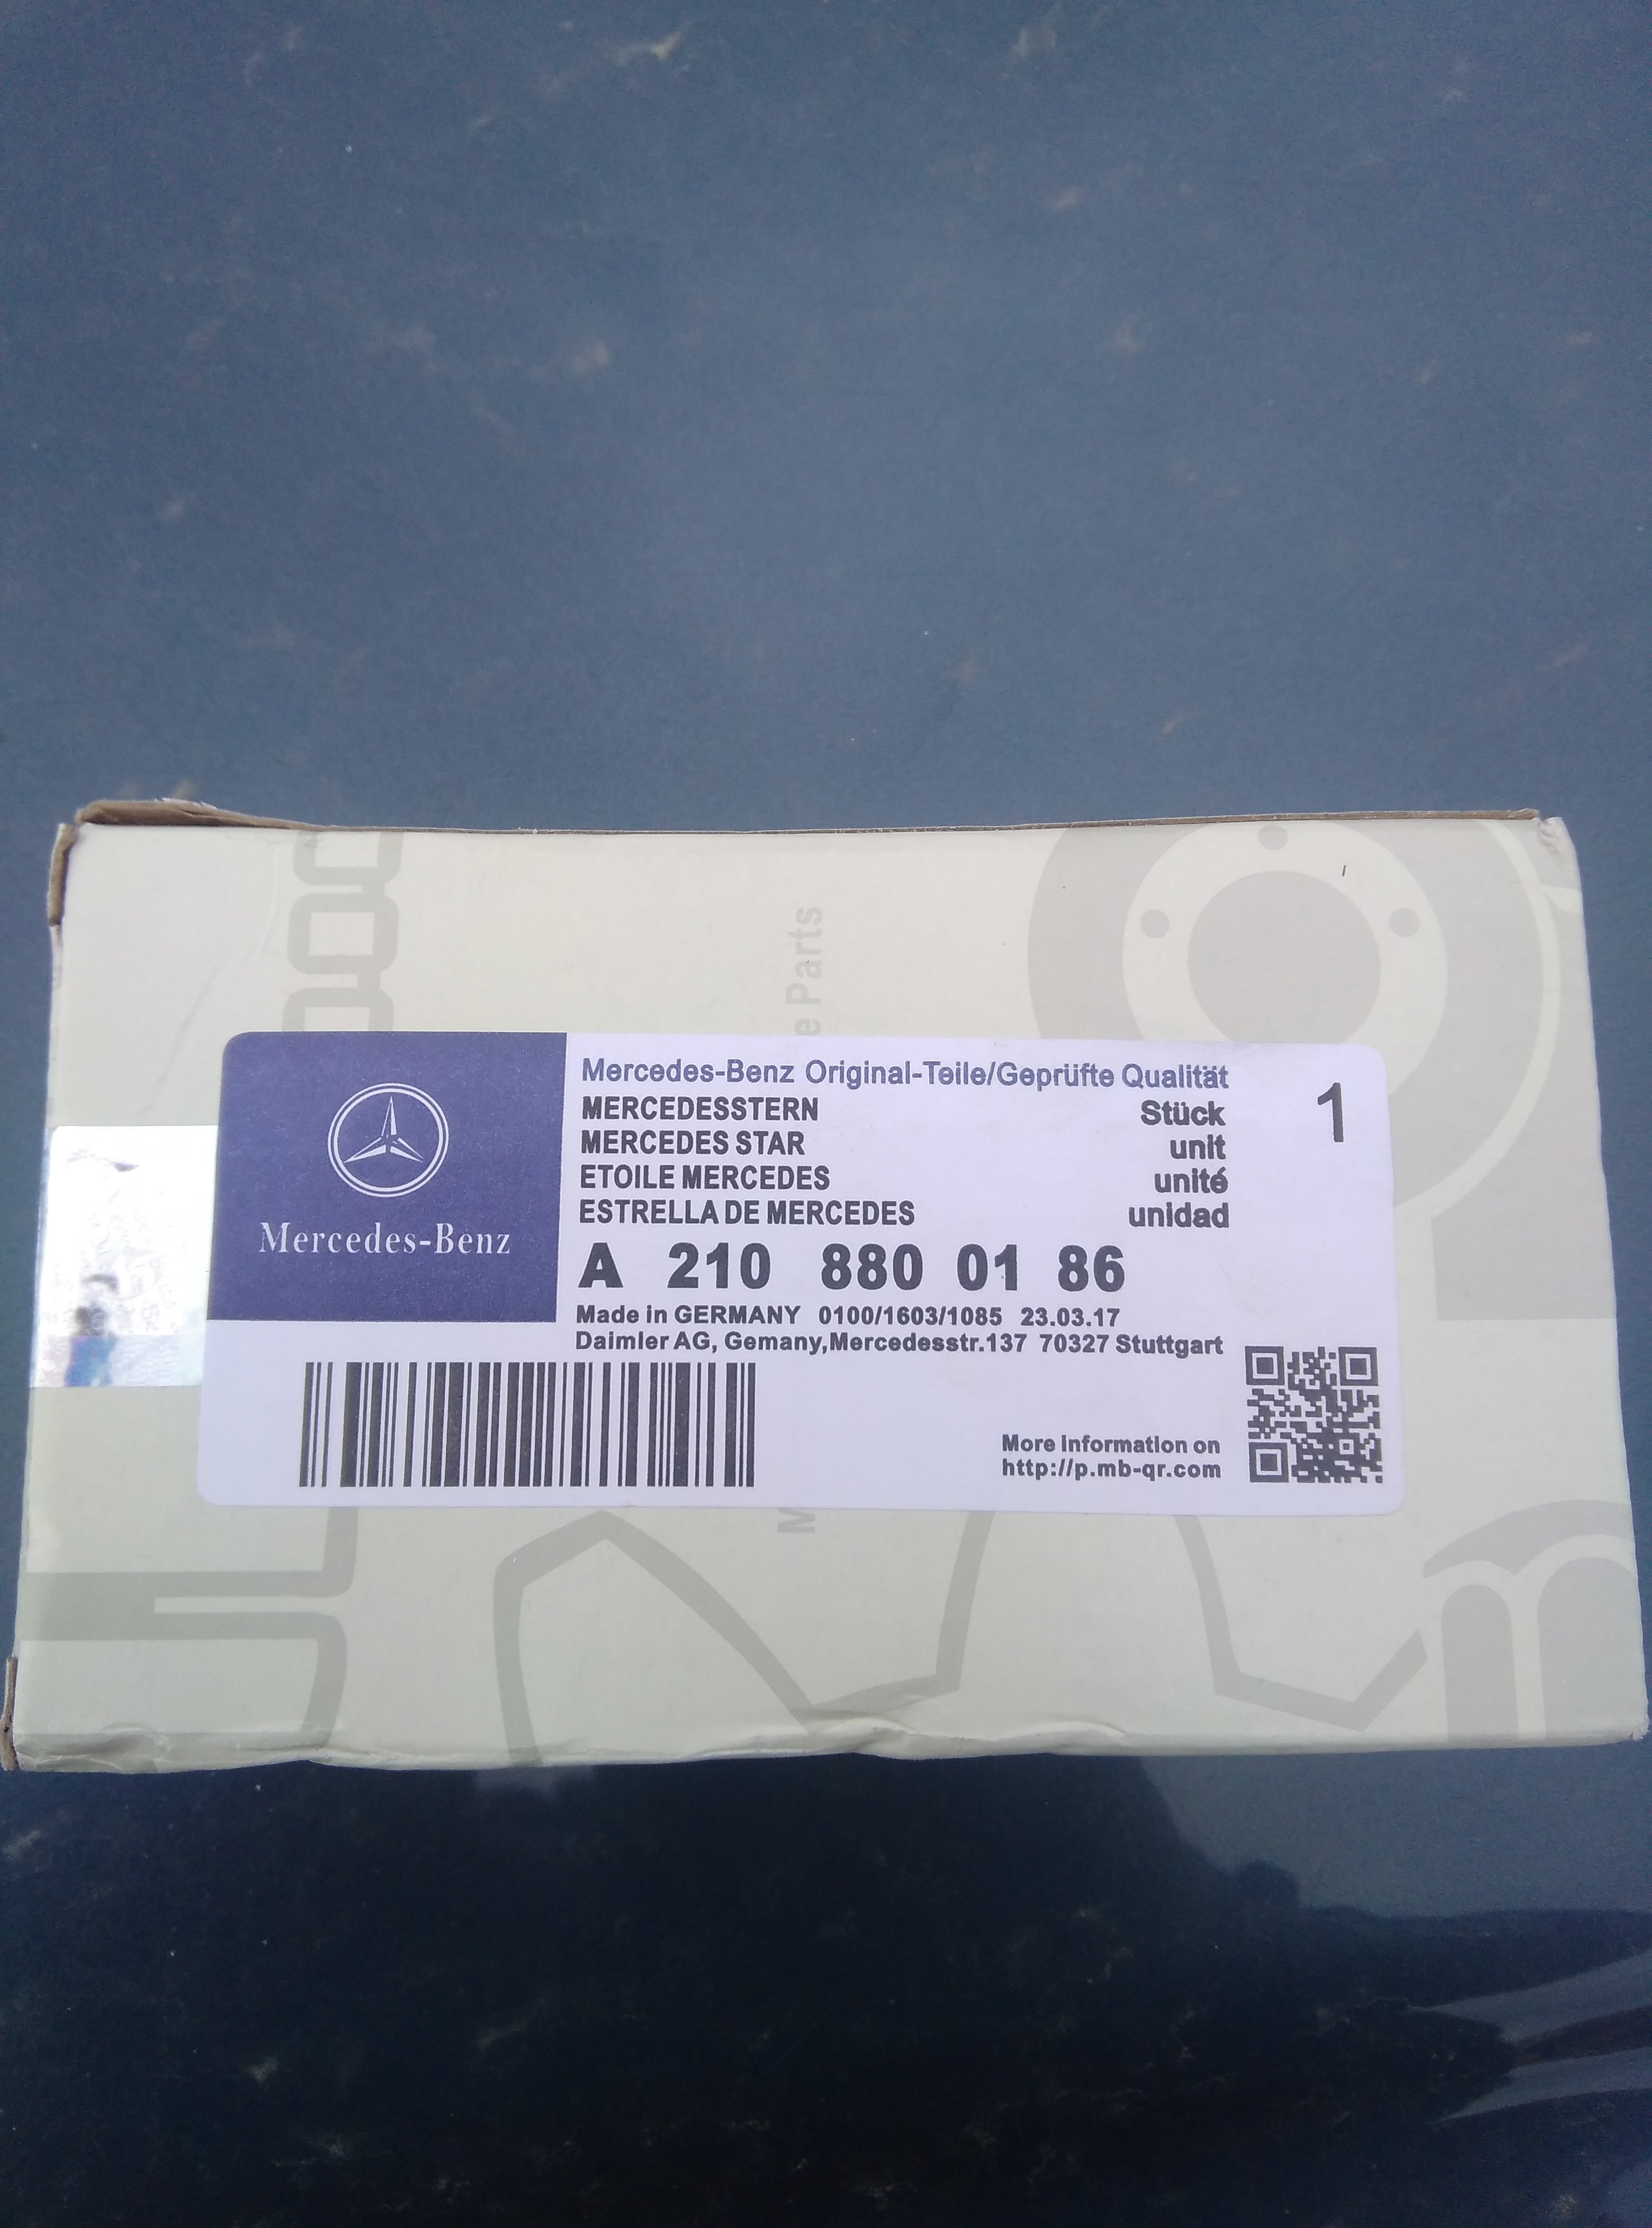 e Parts
M
Mercedes-Benz
Mercedes-Benz Original-Teile/Geprüfte Qualität
MERCEDESSTERN Stück 1
MERCEDES STAR unit
ETOILE MERCEDES unité
ESTRELLA DE MERCEDES unidad
A 210 880 01 86
Made in GERMANY 0100/1603/1085 23.03.17
Daimler AG, Gemany,Mercedesstr.137 70327 Stuttgart
More information on
http://p.mb-qr.com